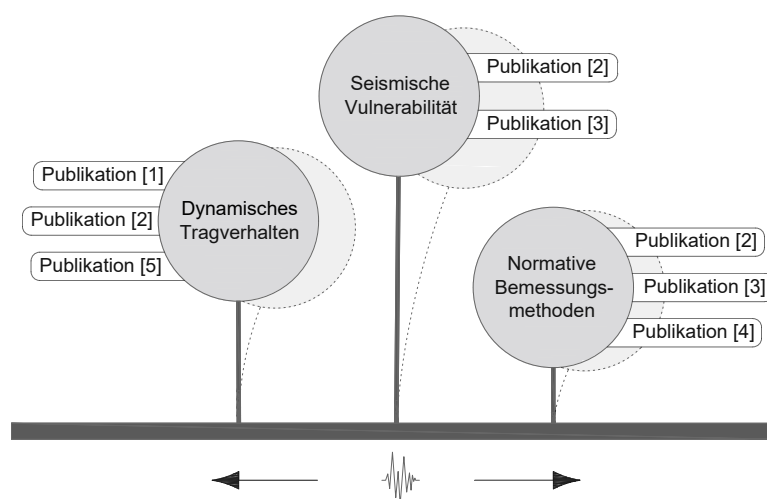 Seismische
Vulnerabilität
Publikation [2]
Publikation [3]
Publikation [1]
Publikation [2]
Publikation [5]
Dynamisches
Tragverhalten
Normative
Bemessungs-
methoden
Publikation [2]
Publikation [3]
Publikation [4]